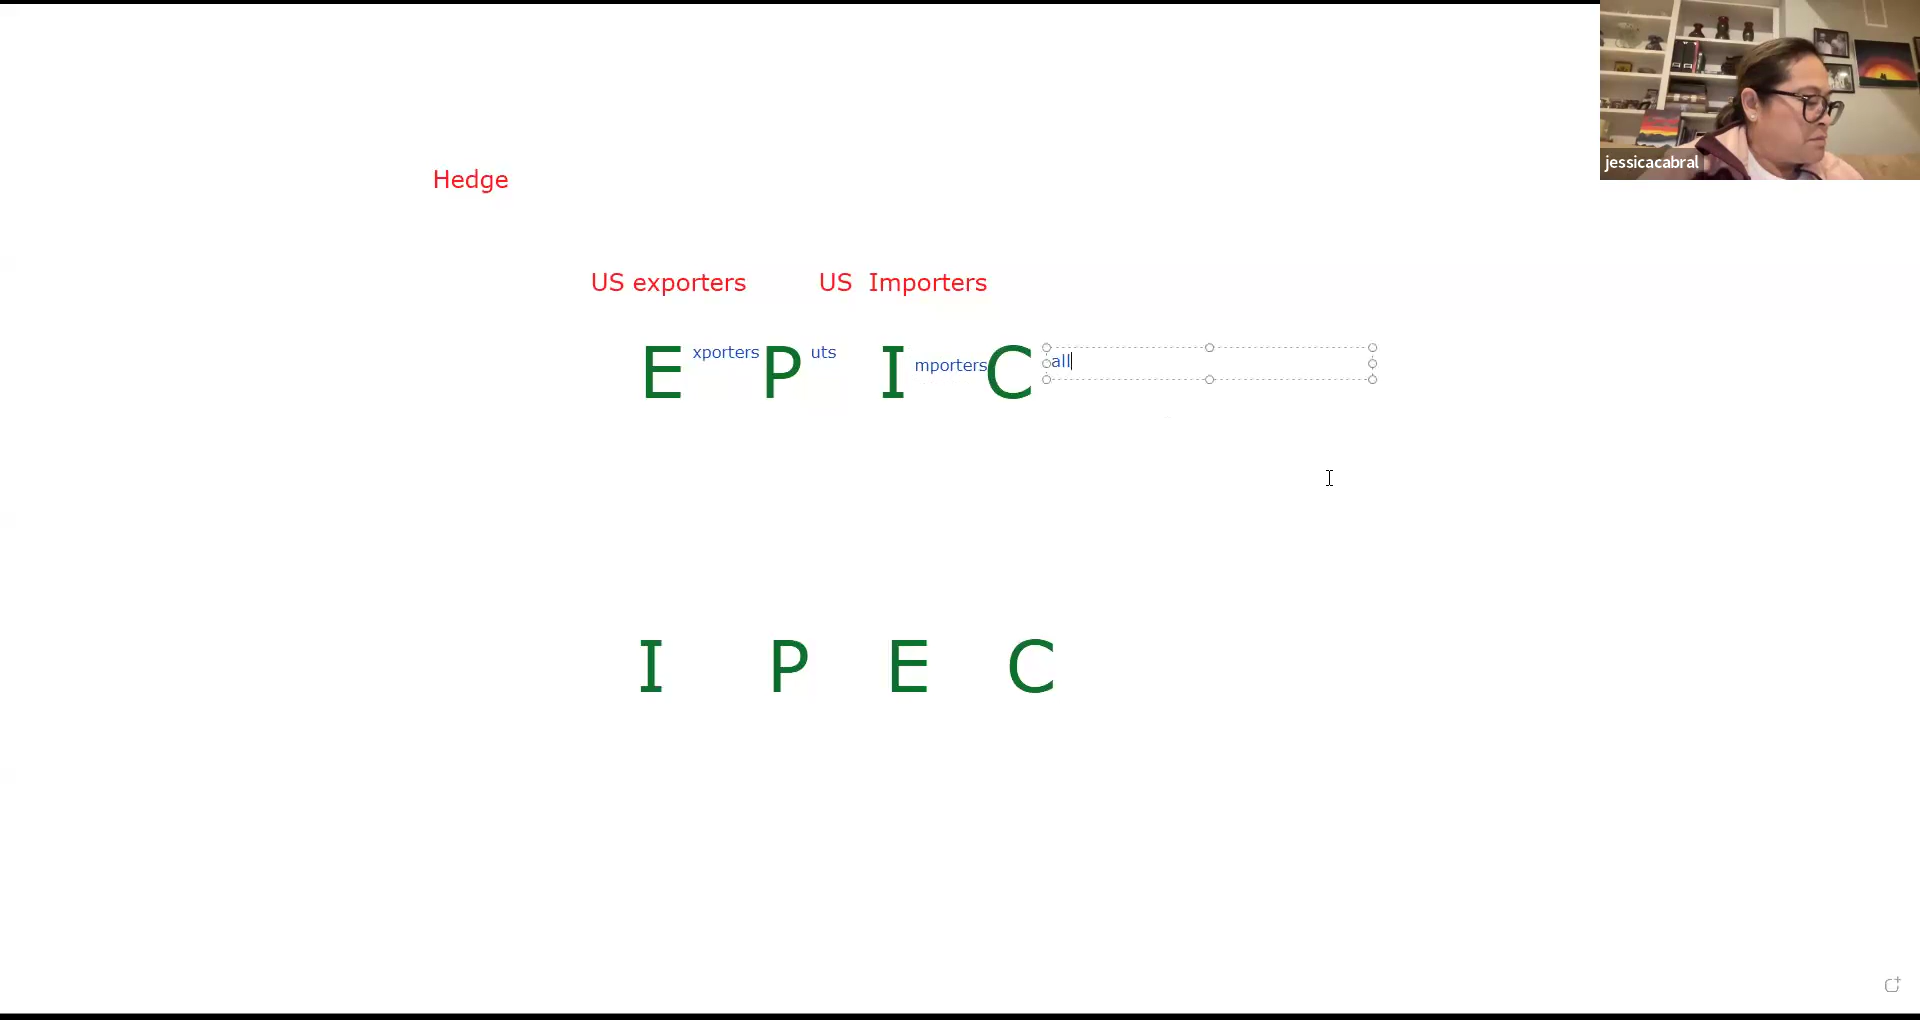 jessicacabral
Hedge
US exporters US Importers
E xporters P uts I mporters C all
I P E C